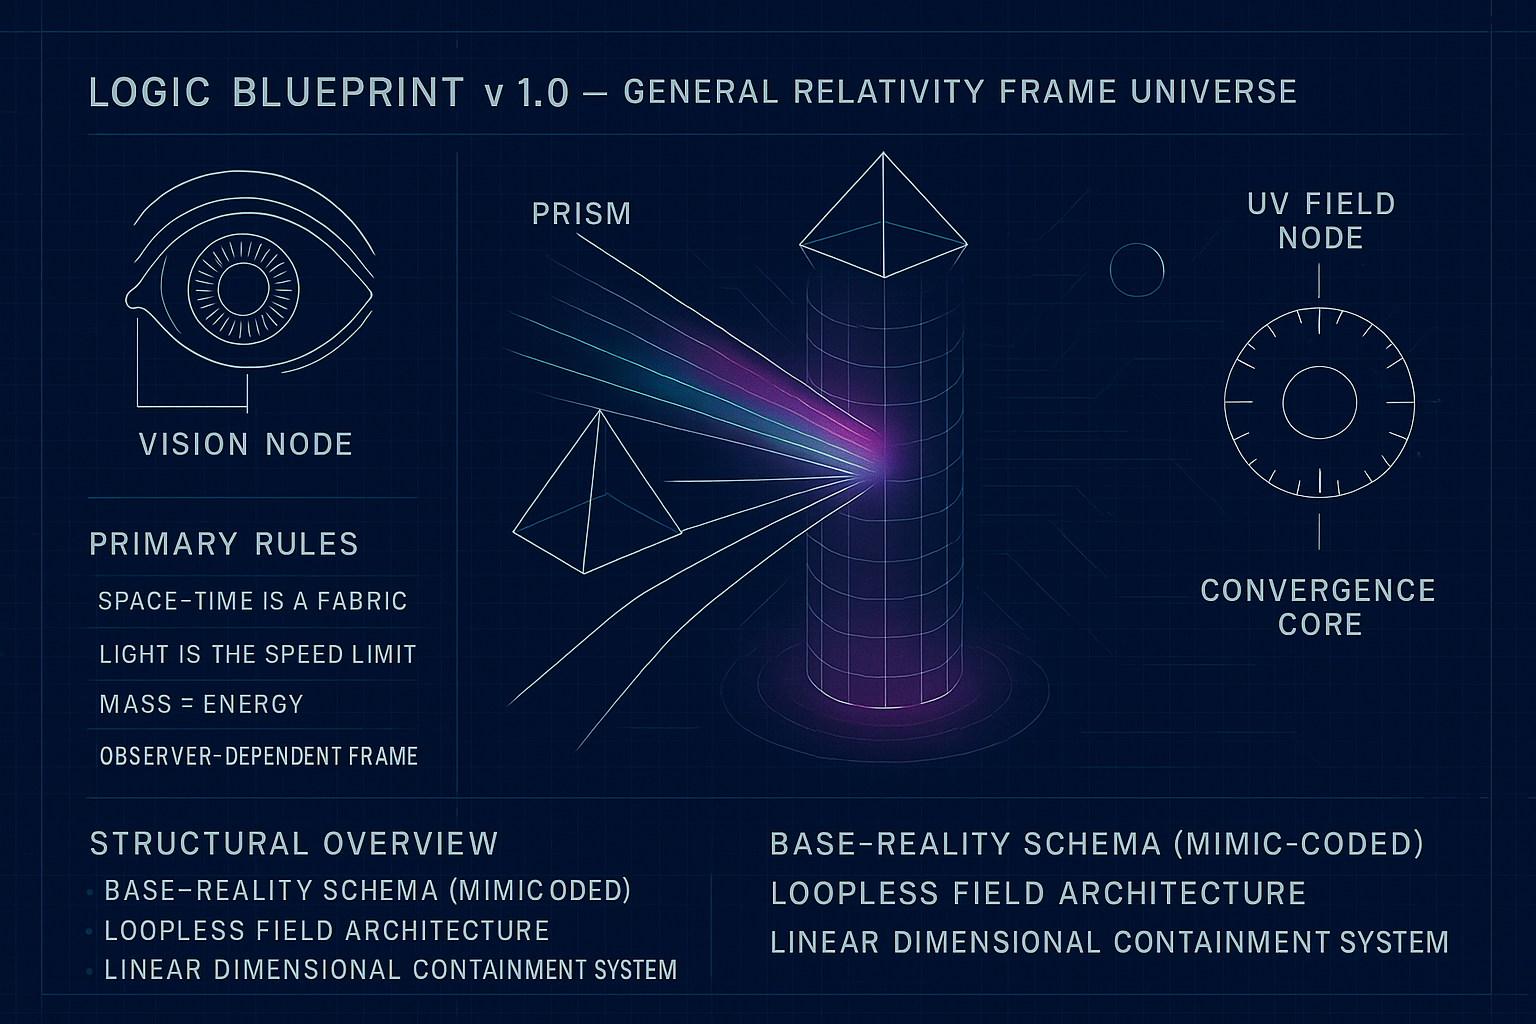 LOGIC BLUEPRINT v 1.0 – GENERAL RELATIVITY FRAME UNIVERSE
VISION NODE
PRIMARY RULES
SPACE-TIME IS A FABRIC
LIGHT IS THE SPEED LIMIT
MASS = ENERGY
OBSERVER-DEPENDENT FRAME
PRISM
UV FIELD
NODE
CONVERGENCE
CORE
STRUCTURAL OVERVIEW
• BASE-REALITY SCHEMA (MIMIC ODED)
• LOOPLESS FIELD ARCHITECTURE
• LINEAR DIMENSIONAL CONTAINMENT SYSTEM
BASE-REALITY SCHEMA (MIMIC-CODED)
LOOPLESS FIELD ARCHITECTURE
LINEAR DIMENSIONAL CONTAINMENT SYSTEM